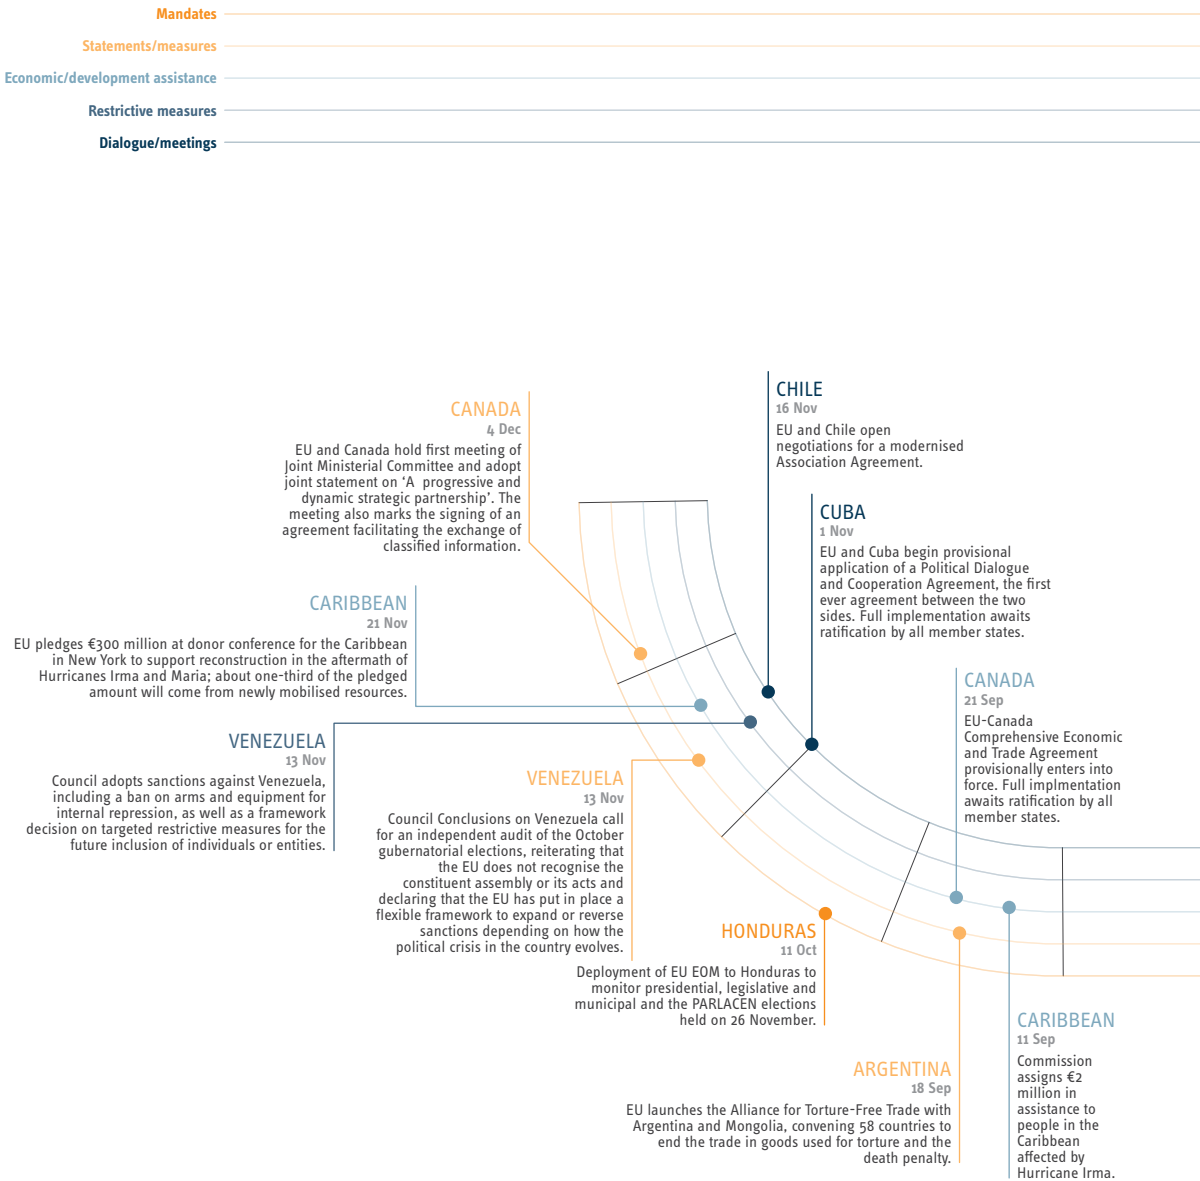 Mandates
Statements/measures
Economic/development assistance
Restrictive measures
Dialogue/meetings
CHILE
16 Nov
EU and Chile open
negotiations for a modernised
Association Agreement.
CANADA
4 Dec
EU and Canada hold first meeting of
Joint Ministerial Committee and adopt
joint statement on ‘A  progressive and
dynamic strategic partnership’. The
meeting also marks the signing of an
agreement facilitating the exchange of
classified information.
CUBA
1 Nov
EU and Cuba begin provisional
application of a Political Dialogue
and Cooperation Agreement, the first
ever agreement between the two
sides. Full implementation awaits
ratification by all member states.
CARIBBEAN
21 Nov
EU pledges €300 million at donor conference for the Caribbean
in New York to support reconstruction in the aftermath of
Hurricanes Irma and Maria; about one-third of the pledged
amount will come from newly mobilised resources.
CANADA
21 Sep
EU-Canada
Comprehensive Economic
and Trade Agreement
provisionally enters into
force. Full implmentation
awaits ratification by all
member states.
VENEZUELA
13 Nov
Council adopts sanctions against Venezuela,
including a ban on arms and equipment for
internal repression, as well as a framework
decision on targeted restrictive measures for the
future inclusion of individuals or entities.
VENEZUELA
13 Nov
Council Conclusions on Venezuela call
for an independent audit of the October
gubernatorial elections, reiterating that
the EU does not recognise the
constituent assembly or its acts and
declaring that the EU has put in place a
flexible framework to expand or reverse
sanctions depending on how the
political crisis in the country evolves.
HONDURAS
11 Oct
Deployment of EU EOM to Honduras to
monitor presidential, legislative and
municipal and the PARLACEN elections
held on 26 November.
CARIBBEAN
11 Sep
Commission
assigns €2
million in
assistance to
people in the
Caribbean
affected by
Hurricane Irma.
ARGENTINA
18 Sep
EU launches the Alliance for Torture-Free Trade with
Argentina and Mongolia, convening 58 countries to
end the trade in goods used for torture and the
death penalty.